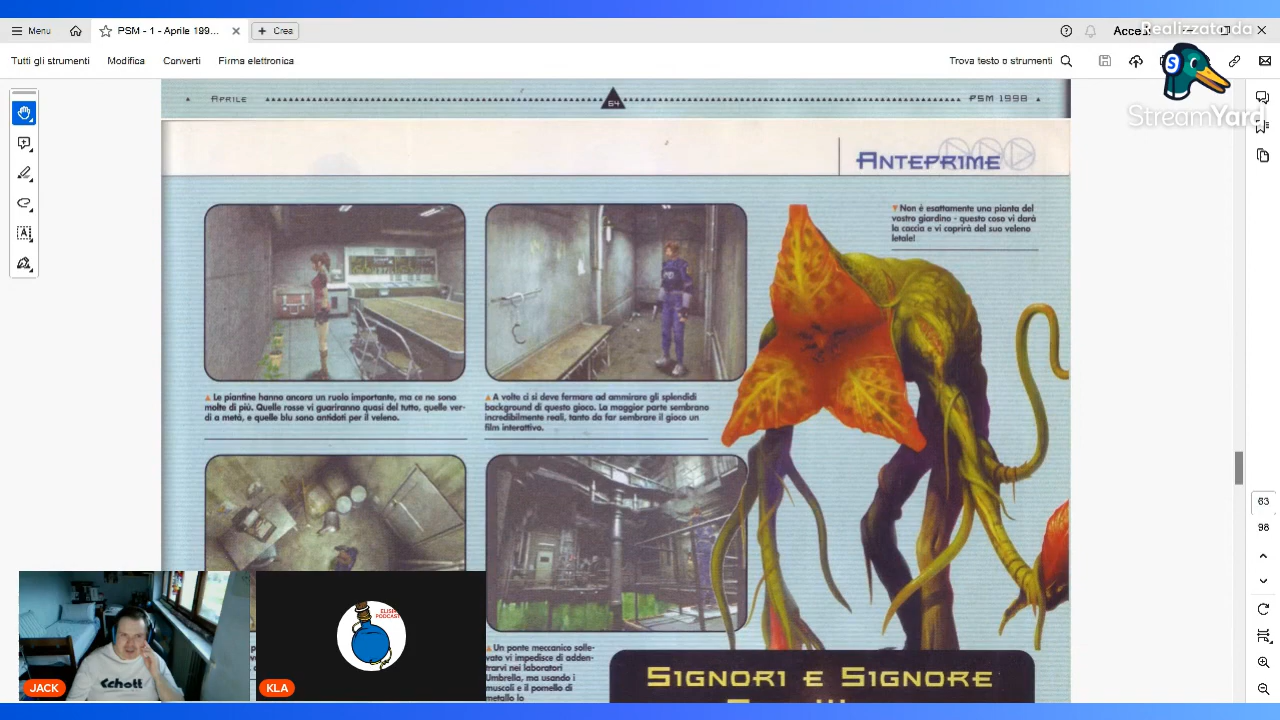 Menu
PSM - 1 - Aprile 199...
Crea
Realizzato da
Tutti gli strumenti
Modifica
Converti
Firma elettronica
Trova testo o strumenti
S
StreamYard
APRILE
64
PSM 1998
ANTEPRIME
Non è esattamente una pianta del
vostro giardino - questa cosa vi darà
la caccia e vi coprirà del suo veleno
letale!
Le piantine hanno ancora un ruolo importante, ma ce ne sono
molte di più. Quelle rosse vi guariranno quasi del tutto, quelle ver-
di a metà, e quelle blu sono antidoti per il veleno.
A volte ci si deve fermare ad ammirare gli splendidi
background di questo gioco. La maggior parte sembrano
incredibilmente reali, tanto da far sembrare il gioco un
film interattivo.
63
98
ELISIR
PODCAST
Schott
JACK
KLA
Un ponte meccanico solle-
vato vi impedisce di adden-
trarvi nei laboratori
Umbrella, ma usando i
muscoli e il pomello di
metallo lo
SIGNORI E SIGNORE